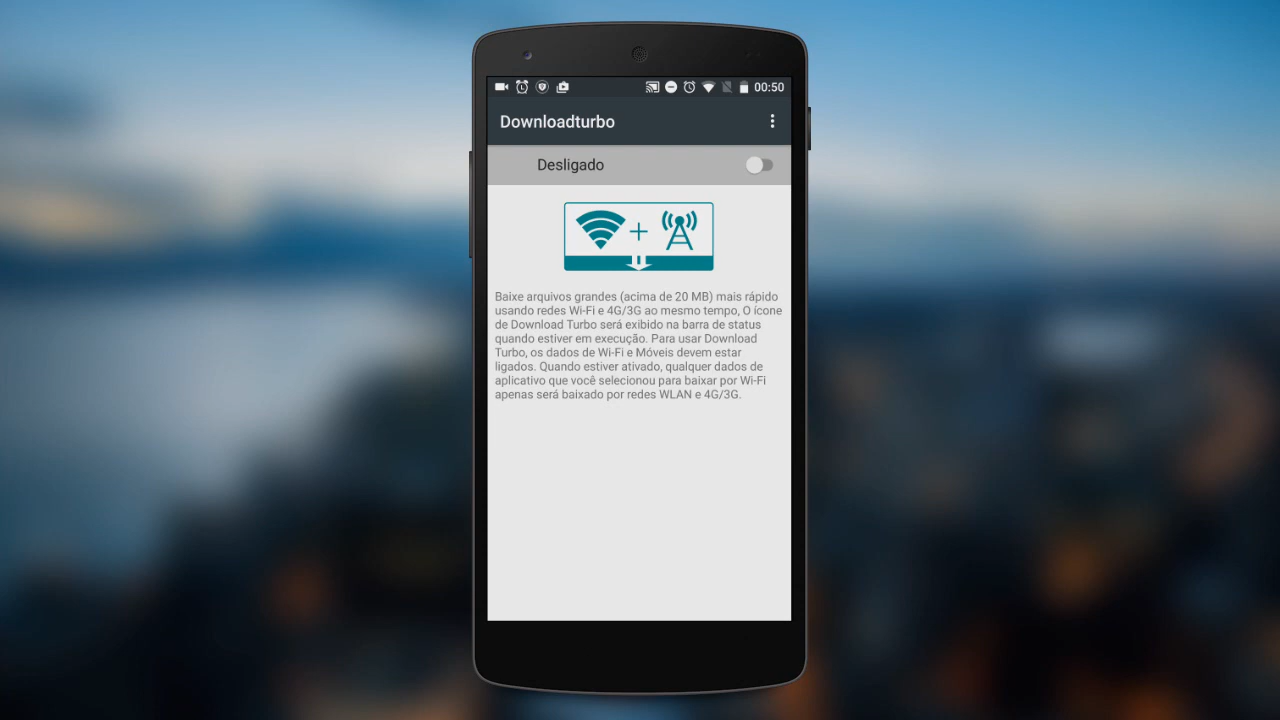 00:50
Downloadturbo
Desligado
Baixe arquivos grandes (acima de 20 MB) mais rápido
usando redes Wi-Fi e 4G/3G ao mesmo tempo, O ícone
de Download Turbo será exibido na barra de status
quando estiver em execução. Para usar Download
Turbo, os dados de Wi-Fi e Móveis devem estar
ligados. Quando estiver ativado, qualquer dados de
aplicativo que você selecionou para baixar por Wi-Fi
apenas será baixado por redes WLAN e 4G/3G.